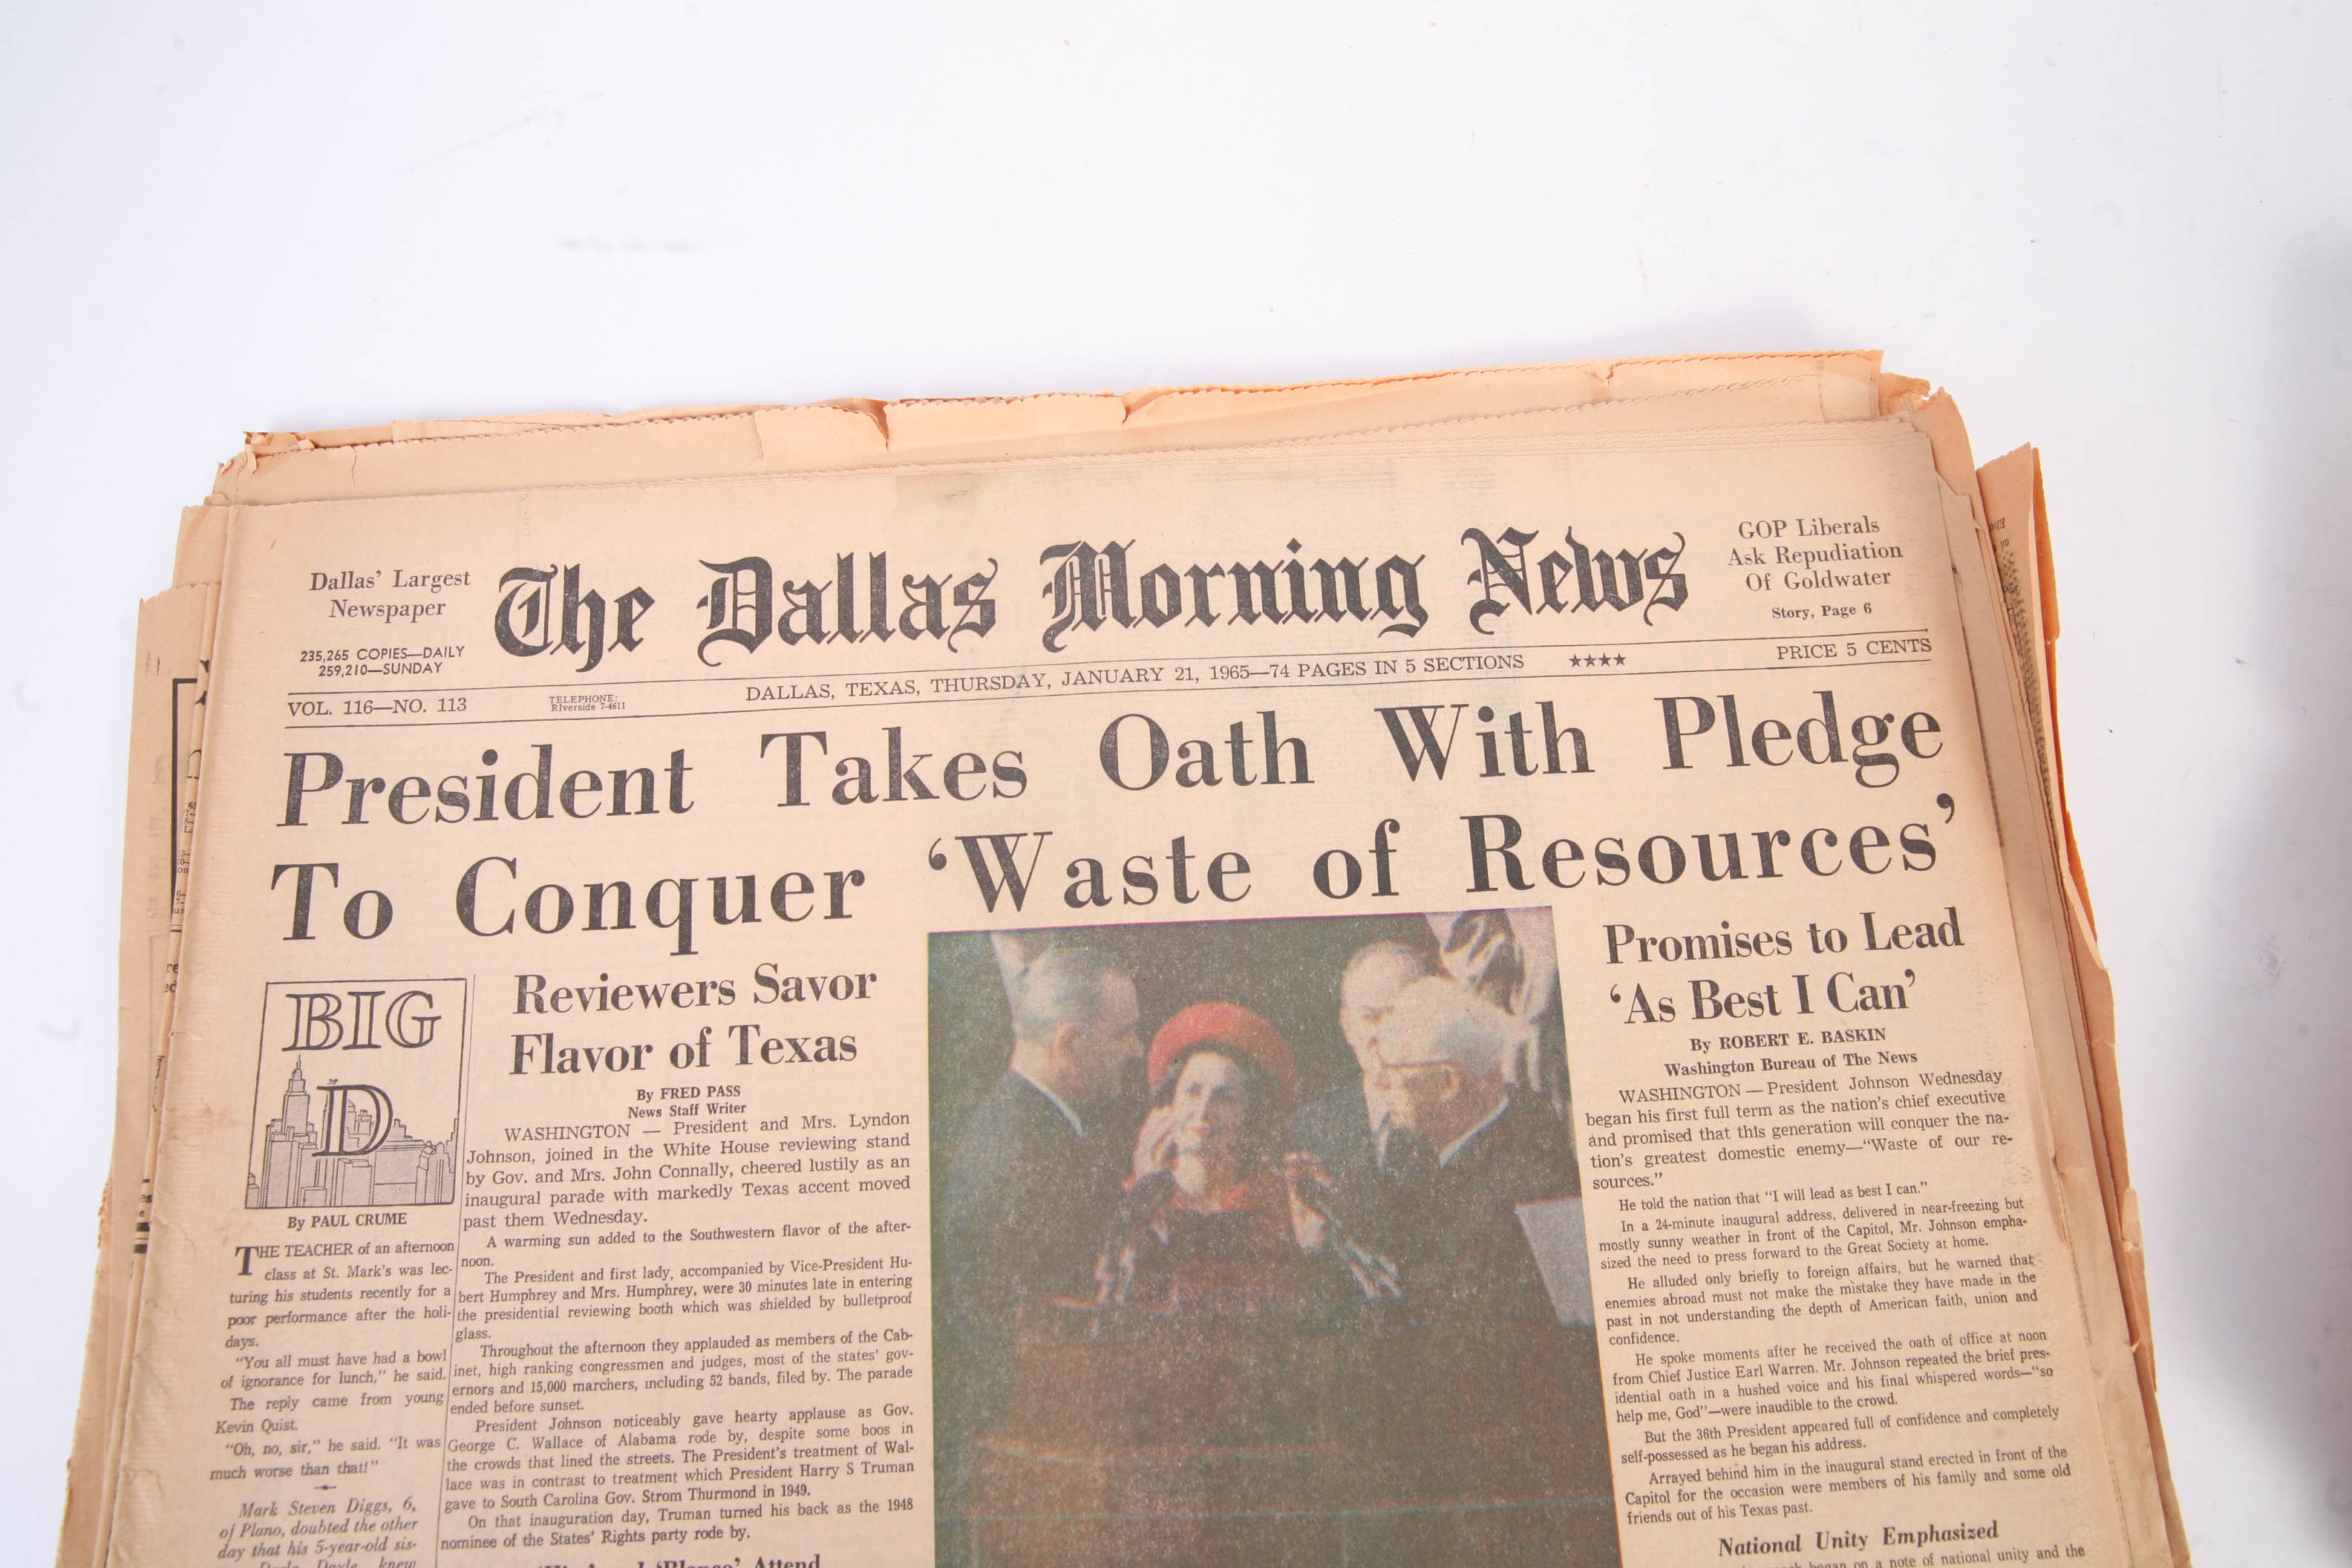 Dallas' Largest
Newspaper
235,265 COPIES—DAILY
259,210—SUNDAY
The Dallas Morning News
GOP Liberals
Ask Repudiation
Of Goldwater
Story, Page 6
VOL. 116—NO. 113
TELEPHONE:
RIverside 7-4611
DALLAS, TEXAS, THURSDAY, JANUARY 21, 1965—74 PAGES IN 5 SECTIONS
★★★★
PRICE 5 CENTS
President Takes Oath With Pledge
To Conquer 'Waste of Resources'
BIG
D
By PAUL CRUME
THE TEACHER of an afternoon
class at St. Mark's was lec-
turing his students recently for a
poor performance after the holi-
days.
"You all must have had a bowl
of ignorance for lunch," he said.
The reply came from young
Kevin Quist.
"Oh, no, sir," he said. "It was
much worse than that!"
Mark Steven Diggs, 6,
of Plano, doubted the other
day that his 5-year-old sis-
knew
Reviewers Savor
Flavor of Texas
By FRED PASS
News Staff Writer
WASHINGTON — President and Mrs. Lyndon
Johnson, joined in the White House reviewing stand
by Gov. and Mrs. John Connally, cheered lustily as an
inaugural parade with markedly Texas accent moved
past them Wednesday.
A warming sun added to the Southwestern flavor of the after-
noon.
The President and first lady, accompanied by Vice-President Hu-
bert Humphrey and Mrs. Humphrey, were 30 minutes late in entering
the presidential reviewing booth which was shielded by bulletproof
glass.
Throughout the afternoon they applauded as members of the Cab-
inet, high ranking congressmen and judges, most of the states' gov-
ernors and 15,000 marchers, including 52 bands, filed by. The parade
ended before sunset.
President Johnson noticeably gave hearty applause as Gov.
George C. Wallace of Alabama rode by, despite some boos in
the crowds that lined the streets. The President's treatment of Wal-
lace was in contrast to treatment which President Harry S Truman
gave to South Carolina Gov. Strom Thurmond in 1949.
On that inauguration day, Truman turned his back as the 1948
nominee of the States' Rights party rode by.
Attend
Promises to Lead
'As Best I Can'
By ROBERT E. BASKIN
Washington Bureau of The News
WASHINGTON — President Johnson Wednesday
began his first full term as the nation's chief executive
and promised that this generation will conquer the na-
tion's greatest domestic enemy—"Waste of our re-
sources."
He told the nation that "I will lead as best I can."
In a 24-minute inaugural address, delivered in near-freezing but
mostly sunny weather in front of the Capitol, Mr. Johnson empha-
sized the need to press forward to the Great Society at home.
He alluded only briefly to foreign affairs, but he warned that
enemies abroad must not make the mistake they have made in the
past in not understanding the depth of American faith, union and
confidence.
He spoke moments after he received the oath of office at noon
from Chief Justice Earl Warren. Mr. Johnson repeated the brief pres-
idential oath in a hushed voice and his final whispered words—"so
help me, God"—were inaudible to the crowd.
But the 36th President appeared full of confidence and completely
self-possessed as he began his address.
Arrayed behind him in the inaugural stand erected in front of the
Capitol for the occasion were members of his family and some old
friends out of his Texas past.
National Unity Emphasized
began on a note of national unity and the